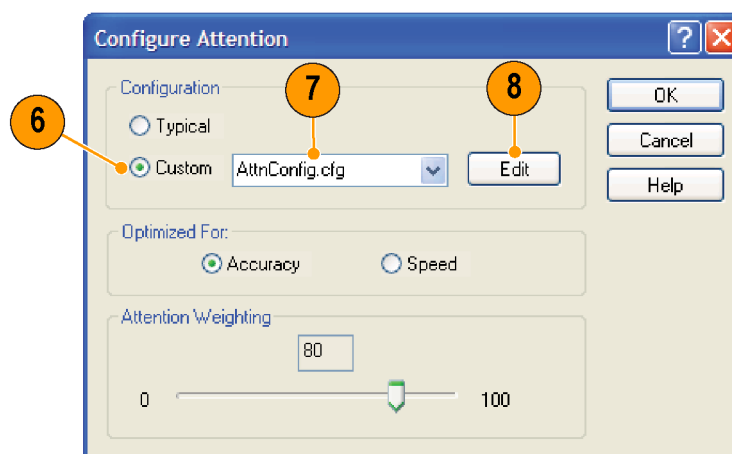 Configure Attention
?
X
Configuration
7
8
OK
6
Typical
Cancel
Custom
AttnConfig.cfg
Edit
Help
Optimized For:
Accuracy
Speed
Attention Weighting
80
0
100